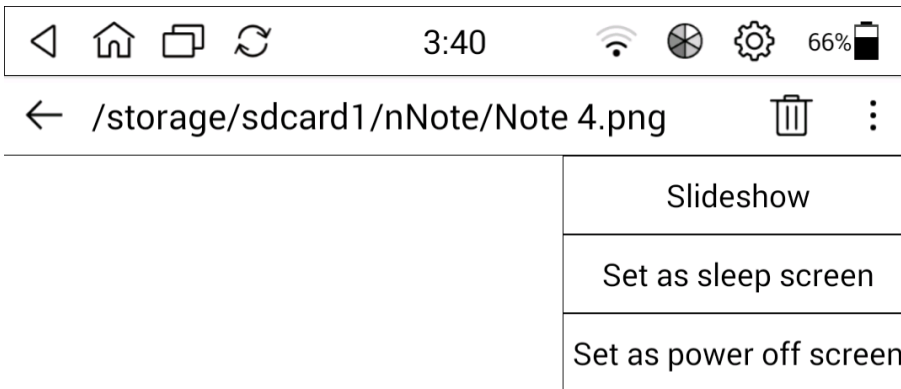 3:40 66%
/storage/sdcard1/nNote/Note 4.png
Slideshow
Set as sleep screen
Set as power off screen